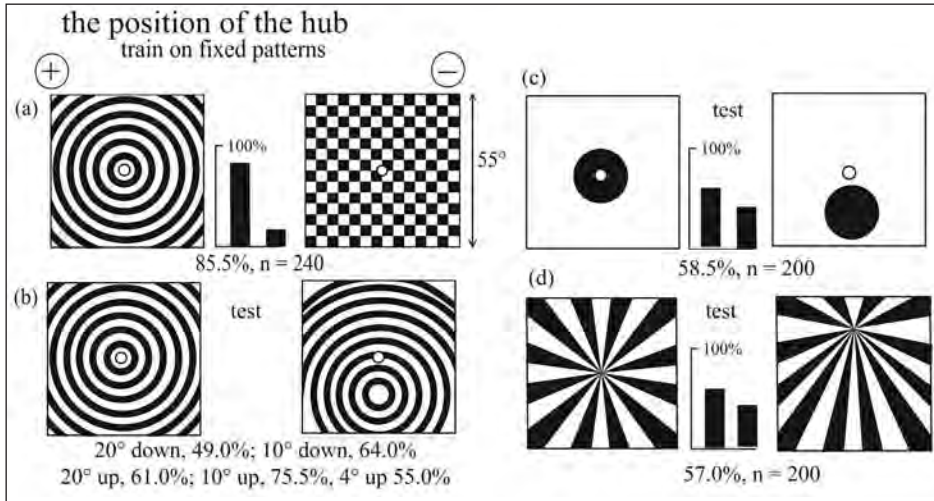 the position of the hub
train on fixed patterns
+
−
(a)
100%
55°
85.5%, n = 240
(b)
test
20° down, 49.0%; 10° down, 64.0%
20° up, 61.0%; 10° up, 75.5%, 4° up 55.0%
(c)
test
100%
58.5%, n = 200
(d)
test
100%
57.0%, n = 200